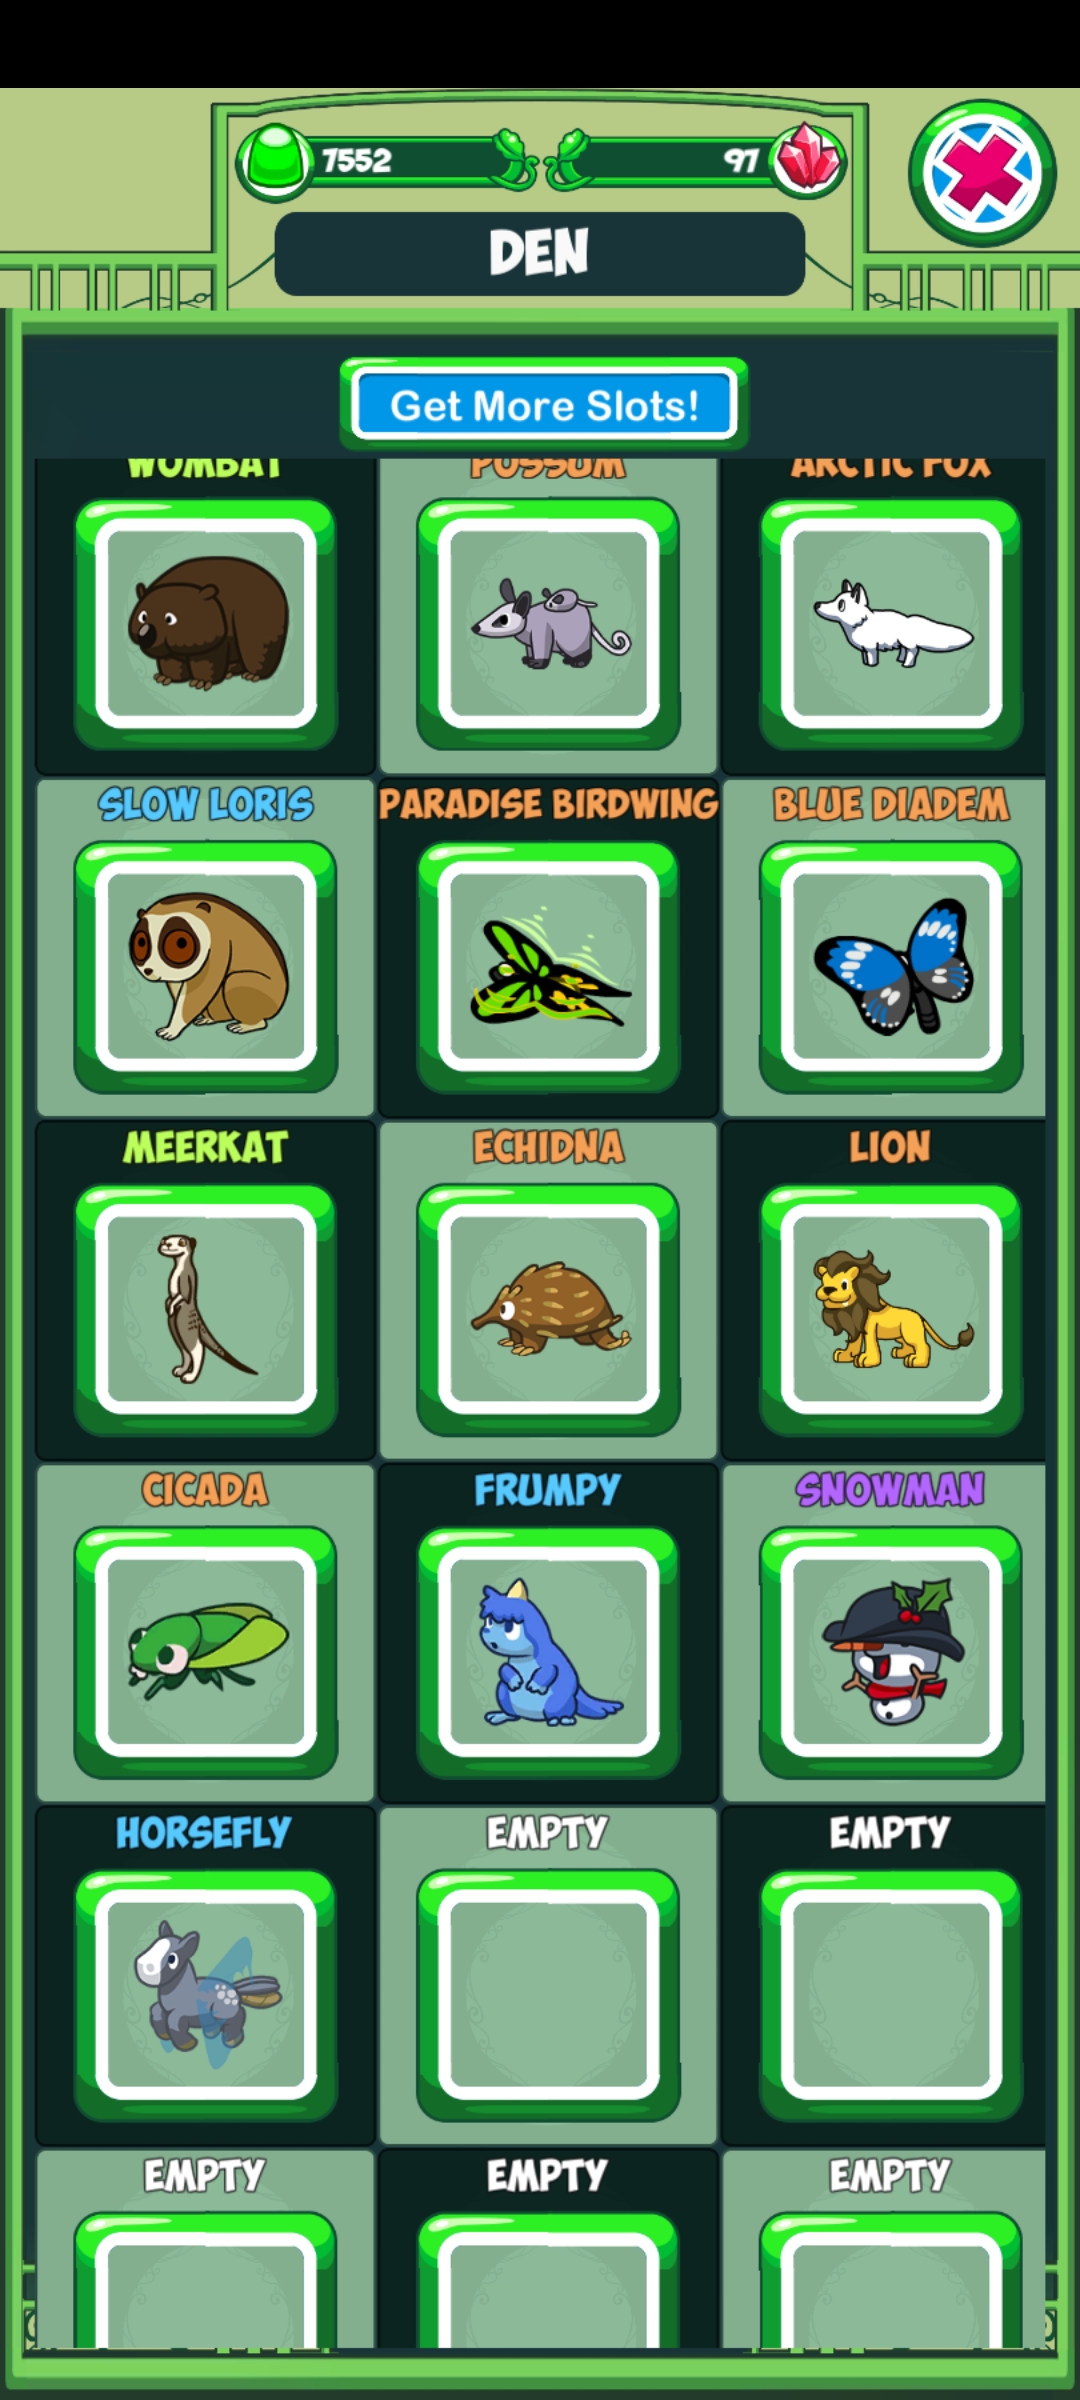 7552
97
DEN
Get More Slots!
WOMBAT
POSSUM
ARCTIC FOX
SLOW LORIS
PARADISE BIRDWING
BLUE DIADEM
MEERKAT
ECHIDNA
LION
CICADA
FRUMPY
SNOWMAN
HORSEFLY
EMPTY
EMPTY
EMPTY
EMPTY
EMPTY